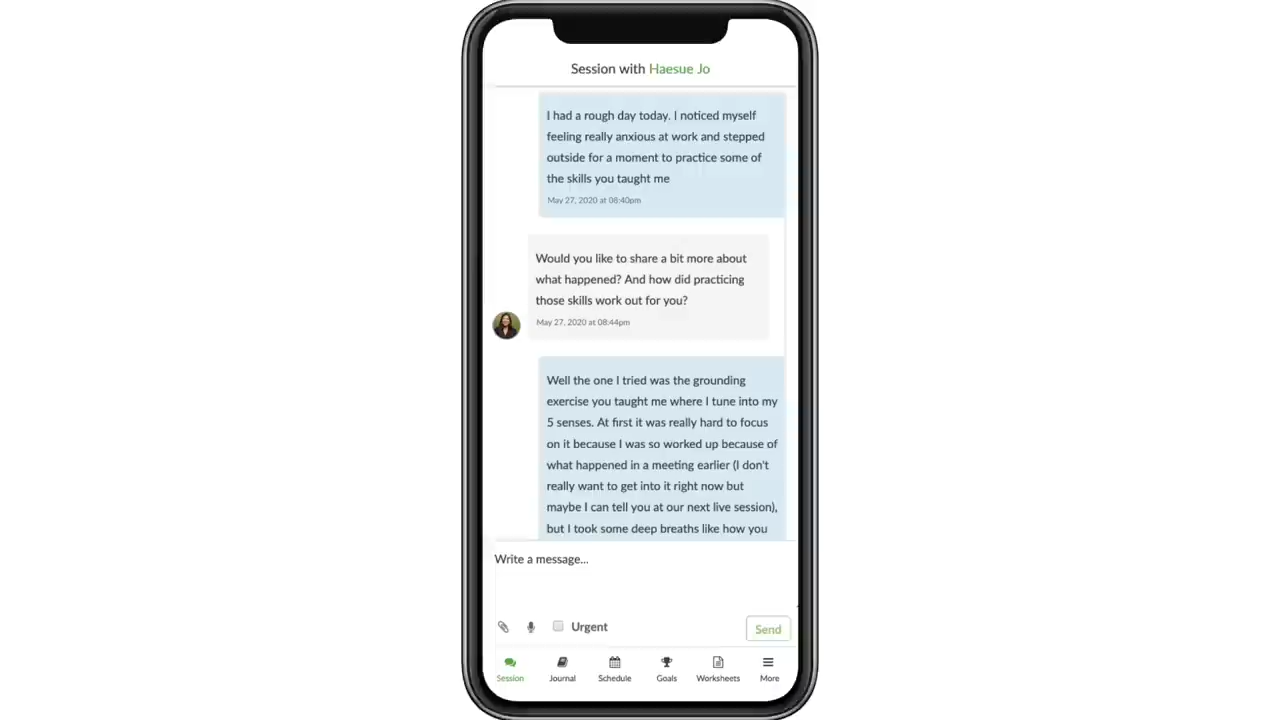 Session with Haesue Jo
I had a rough day today. I noticed myself
feeling really anxious at work and stepped
outside for a moment to practice some of
the skills you taught me
May 27, 2020 at 08:40pm
Would you like to share a bit more about
what happened? And how did practicing
those skills work out for you?
May 27, 2020 at 08:44pm
Well the one I tried was the grounding
exercise you taught me where I tune into my
5 senses. At first it was really hard to focus
on it because I was so worked up because of
what happened in a meeting earlier (I don't
really want to get into it right now but
maybe I can tell you at our next live session),
but I took some deep breaths like how you
Write a message...
Urgent
Send
Session Journal Schedule Goals Worksheets More